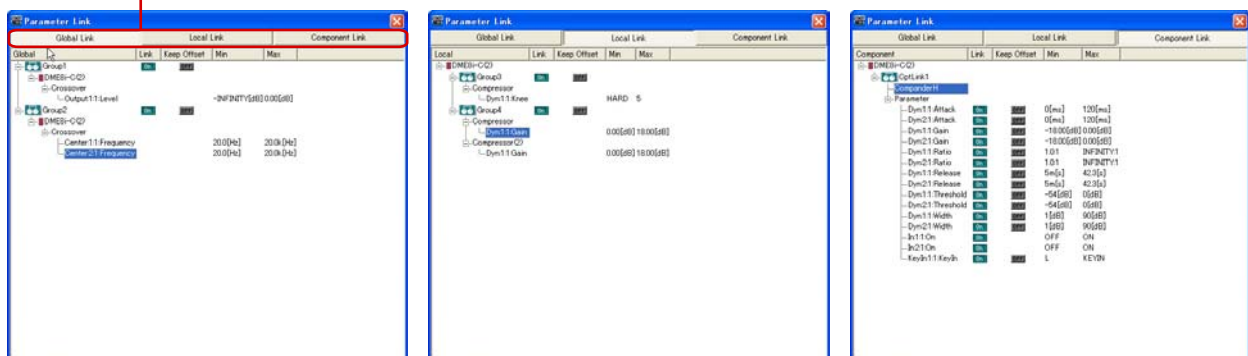 Parameter Link
Global Link Local Link Component Link
Global Link Keep Offset Min Max
Group1 On OFF
DME8i-C(2)
Crossover
Output1:1:Level -INFINITY[dB] 0.00[dB]
Group2 On OFF
DME8i-C(2)
Crossover
Center1:1:Frequency 20.0[Hz] 20.0k[Hz]
Center2:1:Frequency 20.0[Hz] 20.0k[Hz]
Parameter Link
Global Link Local Link Component Link
Local Link Keep Offset Min Max
DME8i-C(2)
Group3 On OFF
Compressor
Dyn1:1:Knee HARD 5
Group4 On OFF
Compressor
Dyn1:1:Gain 0.00[dB] 18.00[dB]
Compressor(2)
Dyn1:1:Gain 0.00[dB] 18.00[dB]
Parameter Link
Global Link Local Link Component Link
Component Link Keep Offset Min Max
DME8i-C(2)
CptLink1
CompanderH
Parameter
Dyn1:1:Attack On OFF 0[ms] 120[ms]
Dyn2:1:Attack On OFF 0[ms] 120[ms]
Dyn1:1:Gain On OFF -18.00[dB] 0.00[dB]
Dyn2:1:Gain On OFF -18.00[dB] 0.00[dB]
Dyn1:1:Ratio On OFF 1.0:1 INFINITY:1
Dyn2:1:Ratio On OFF 1.0:1 INFINITY:1
Dyn1:1:Release On OFF 5m[s] 42.3[s]
Dyn2:1:Release On OFF 5m[s] 42.3[s]
Dyn1:1:Threshold On OFF -54[dB] 0[dB]
Dyn2:1:Threshold On OFF -54[dB] 0[dB]
Dyn1:1:Width On OFF 1[dB] 90[dB]
Dyn2:1:Width On OFF 1[dB] 90[dB]
In1:1:On On OFF ON
In2:1:On On OFF ON
KeyIn1:1:KeyIn On OFF L KEYIN